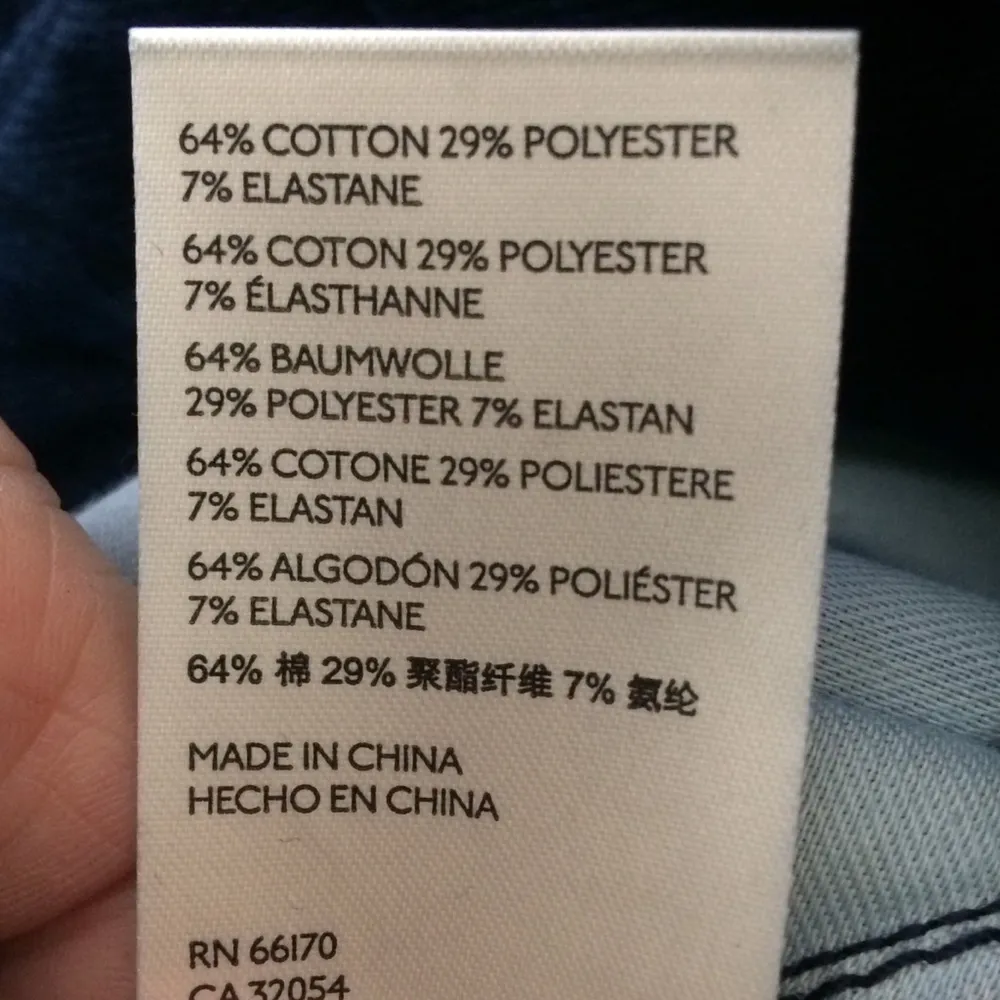 64% COTTON 29% POLYESTER
7% ELASTANE
64% COTON 29% POLYESTER
7% ÉLASTHANNE
64% BAUMWOLLE
29% POLYESTER 7% ELASTAN
64% COTONE 29% POLIESTERE
7% ELASTAN
64% ALGODÓN 29% POLIÉSTER
7% ELASTANE
64% 棉 29% 聚酯纤维 7% 氨纶
MADE IN CHINA
HECHO EN CHINA
RN 66170
CA 32054